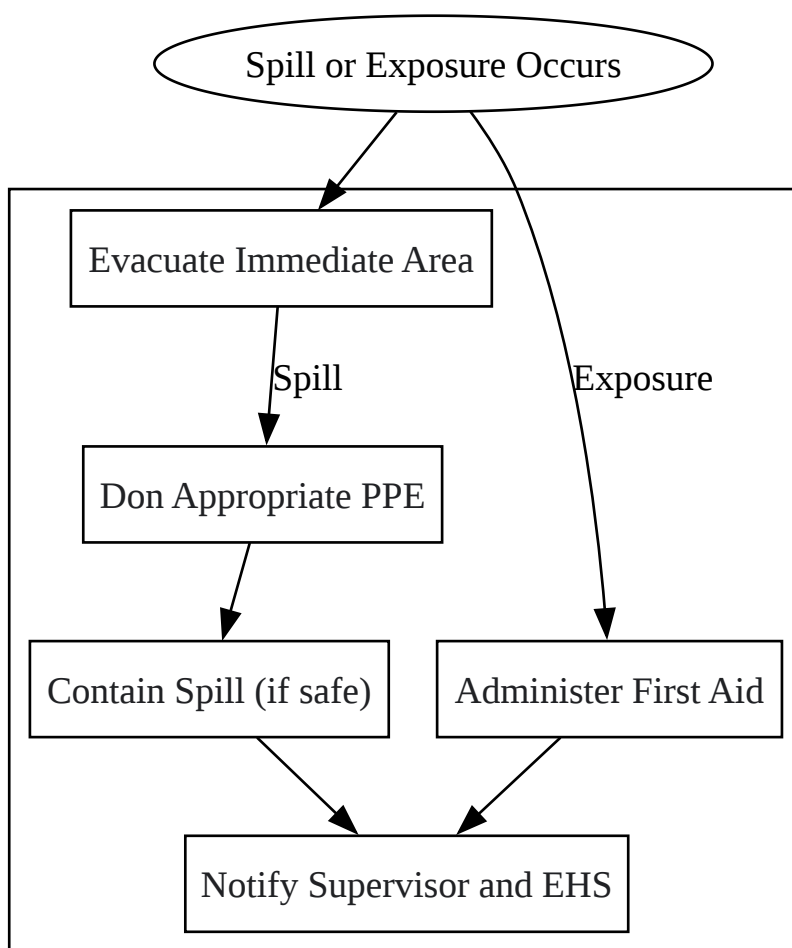 Spill or Exposure Occurs
Evacuate Immediate Area
Spill
Exposure
Don Appropriate PPE
Contain Spill (if safe)
Administer First Aid
Notify Supervisor and EHS